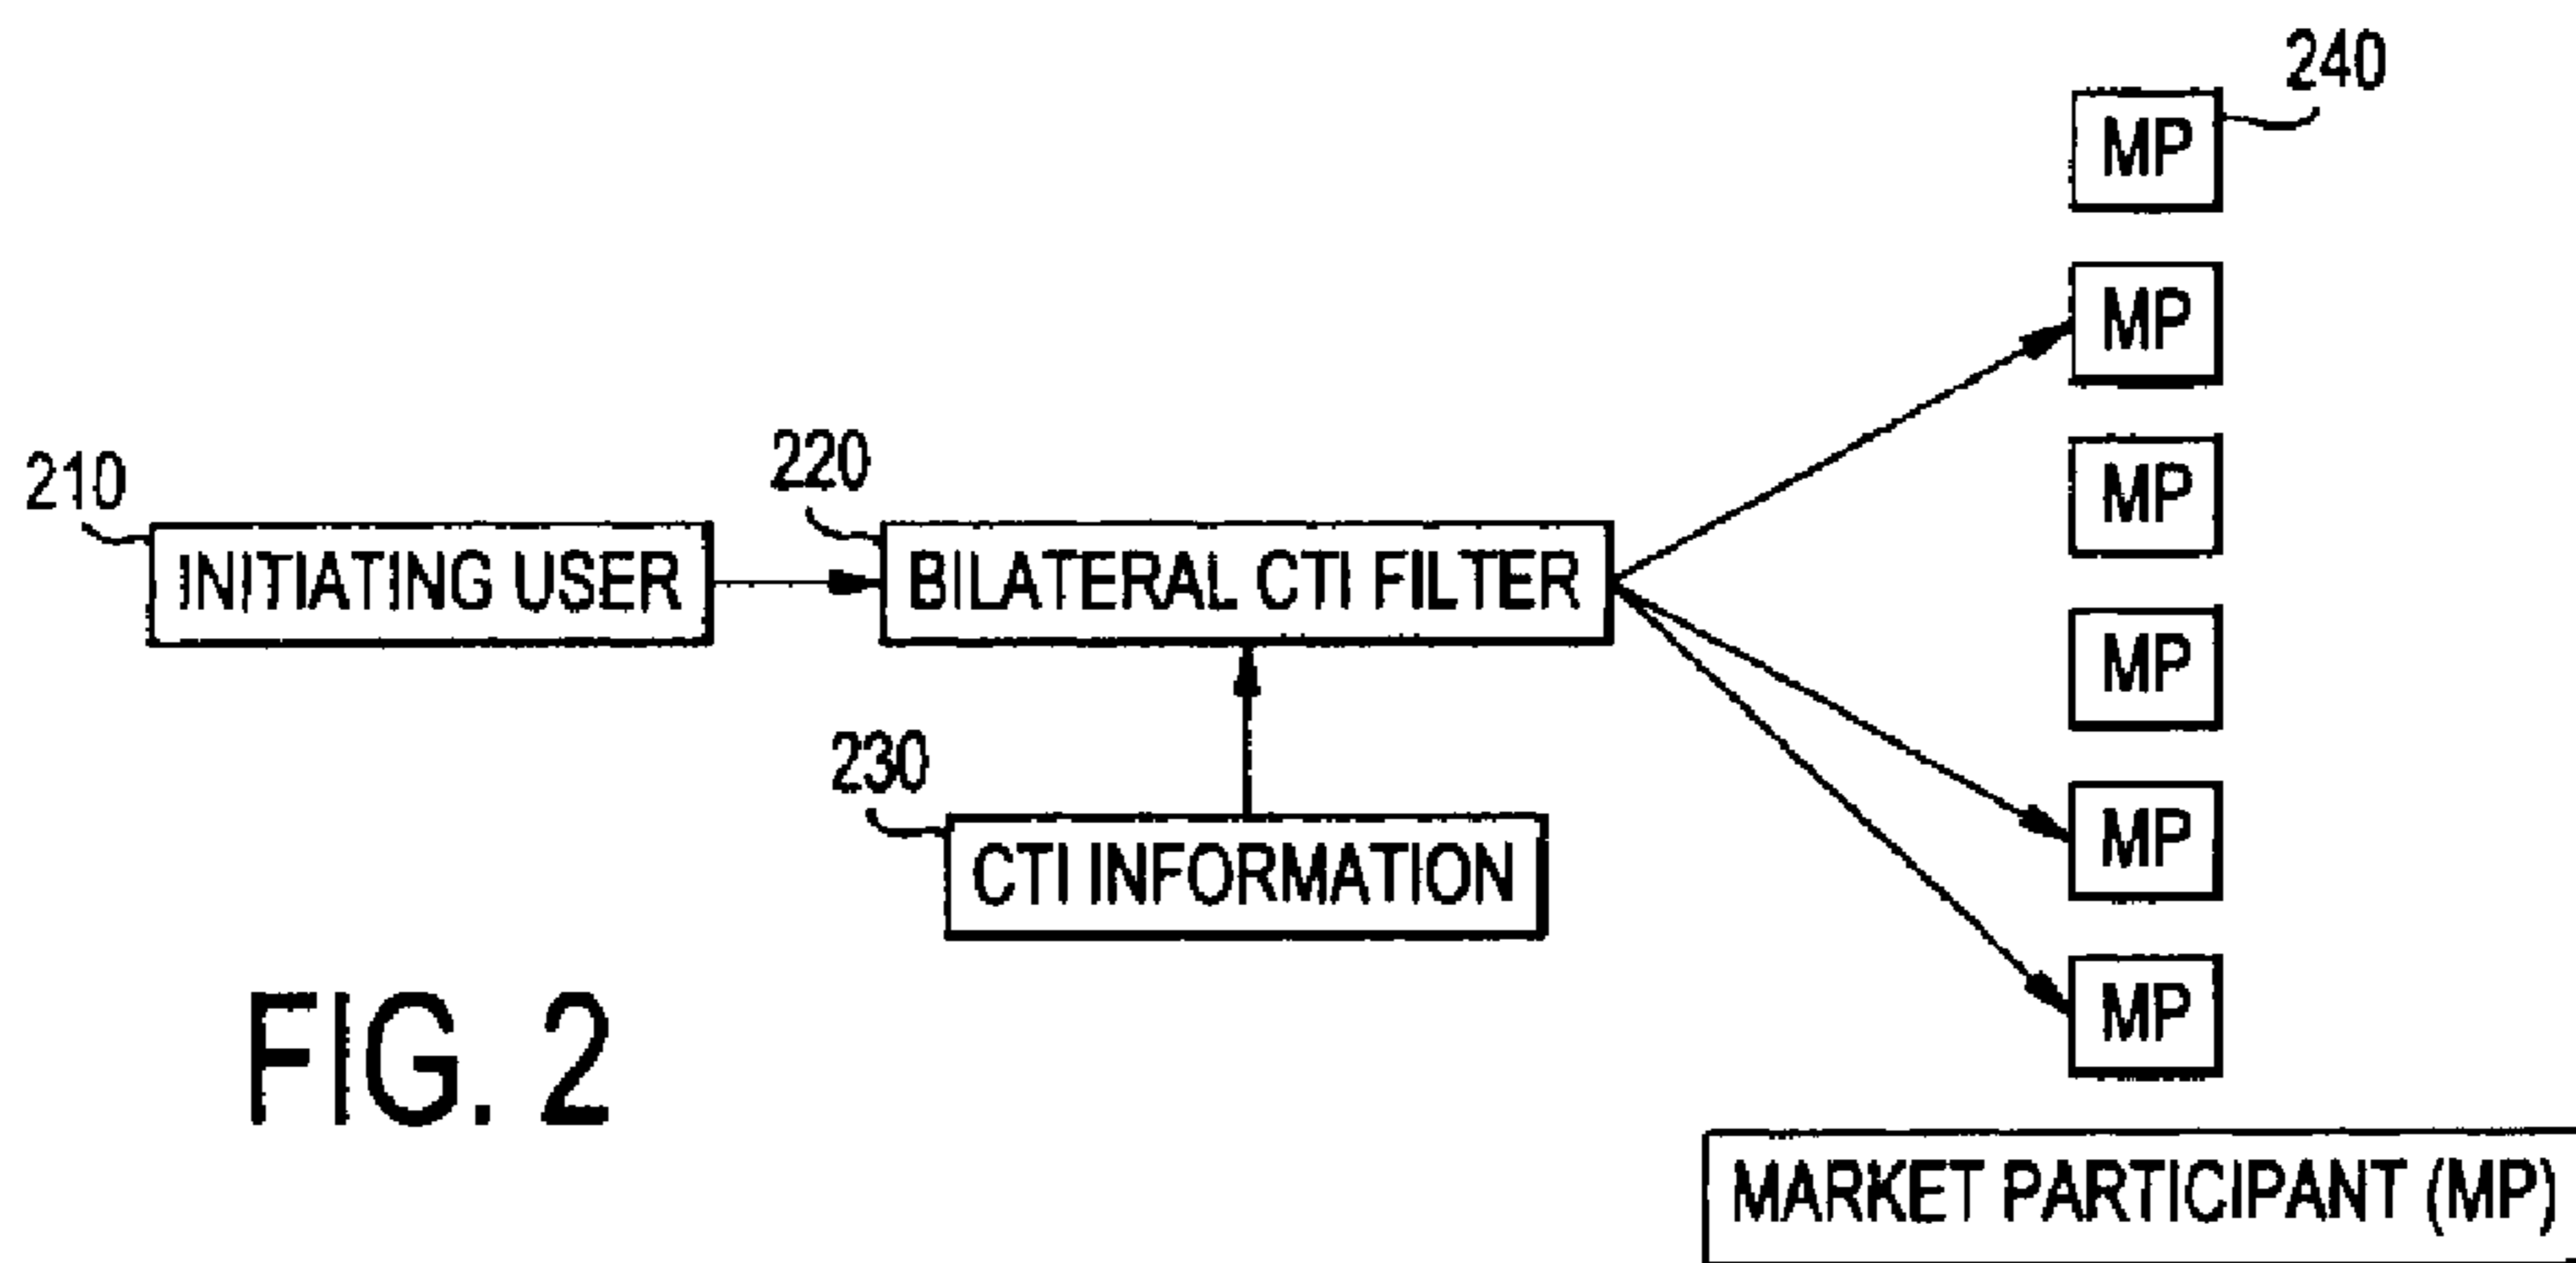 240
MP
MP
220
MP
210
INITIATING USER
BILATERAL CTI FILTER
MP
230
CTI INFORMATION
MP
MP
FIG. 2
MARKET PARTICIPANT (MP)